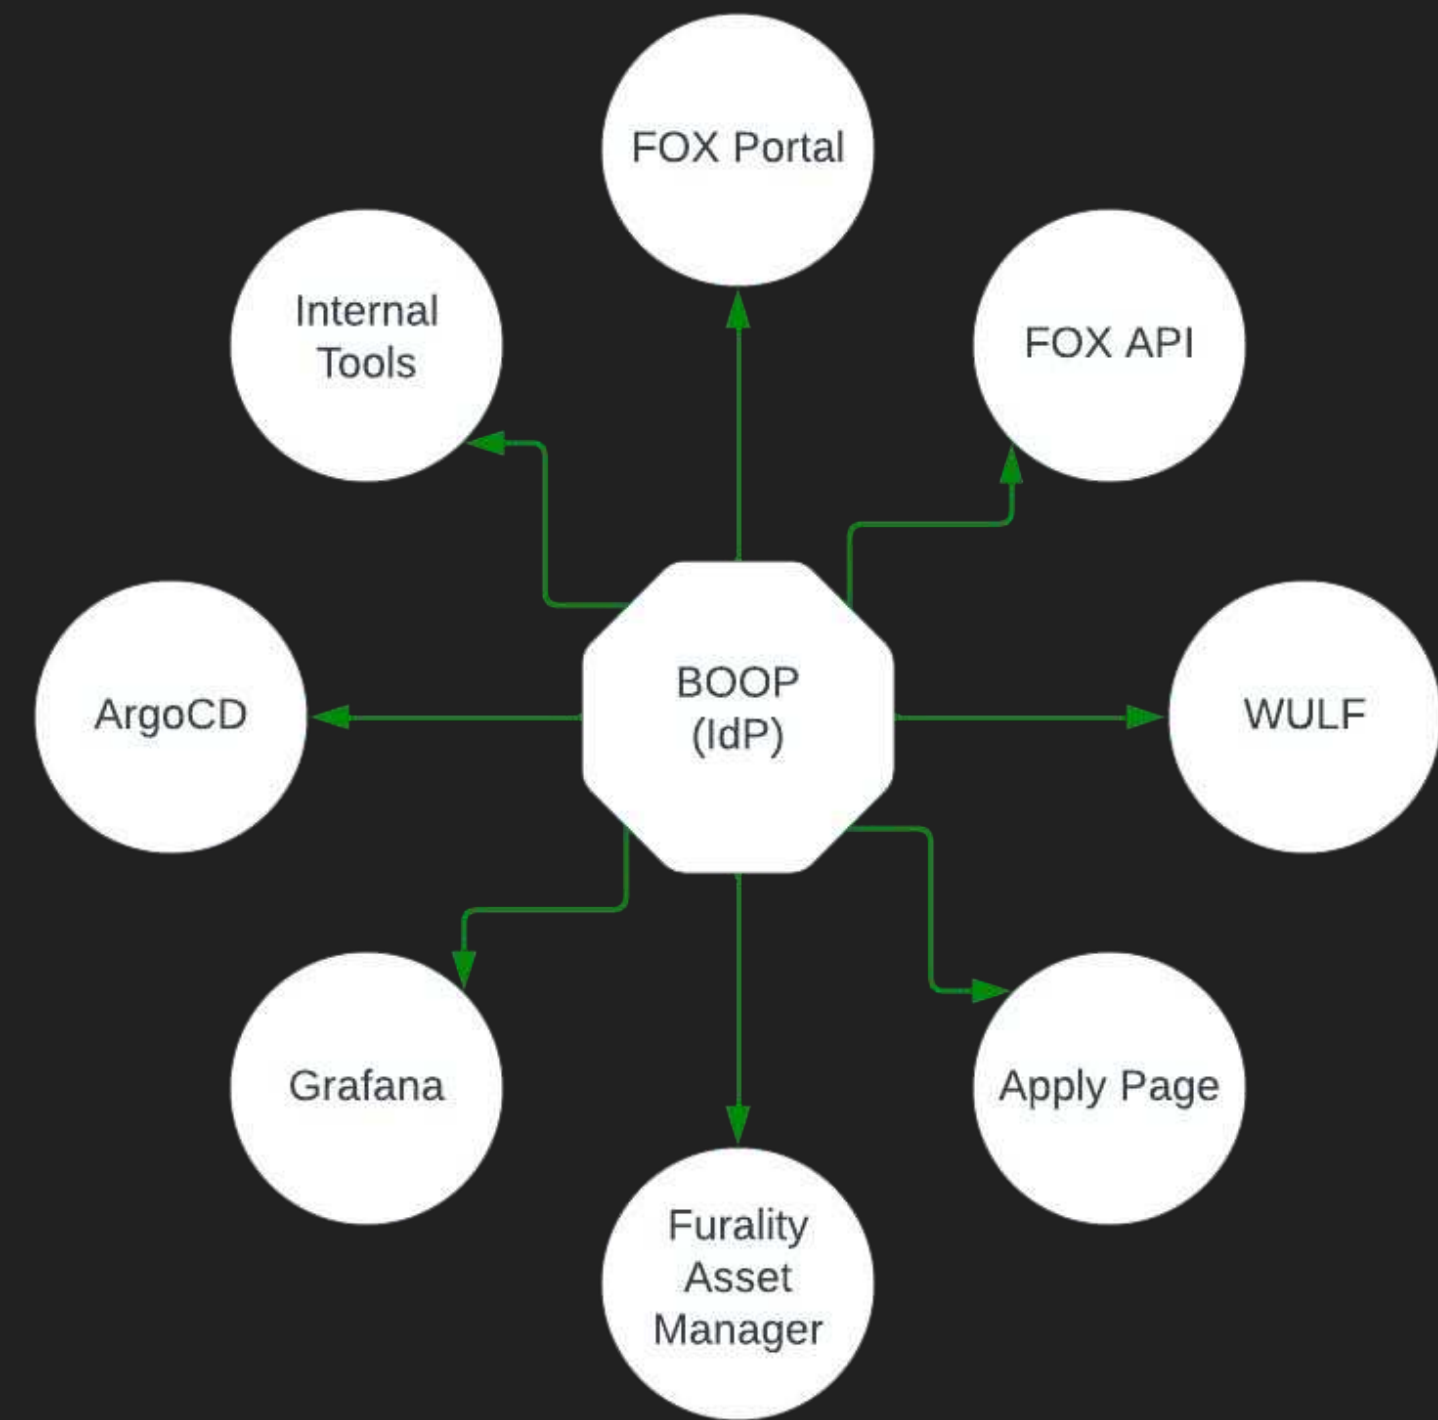 FOX Portal
Internal
Tools
FOX API
ArgoCD
BOOP
(IdP)
WULF
Grafana
Apply Page
Furality
Asset
Manager